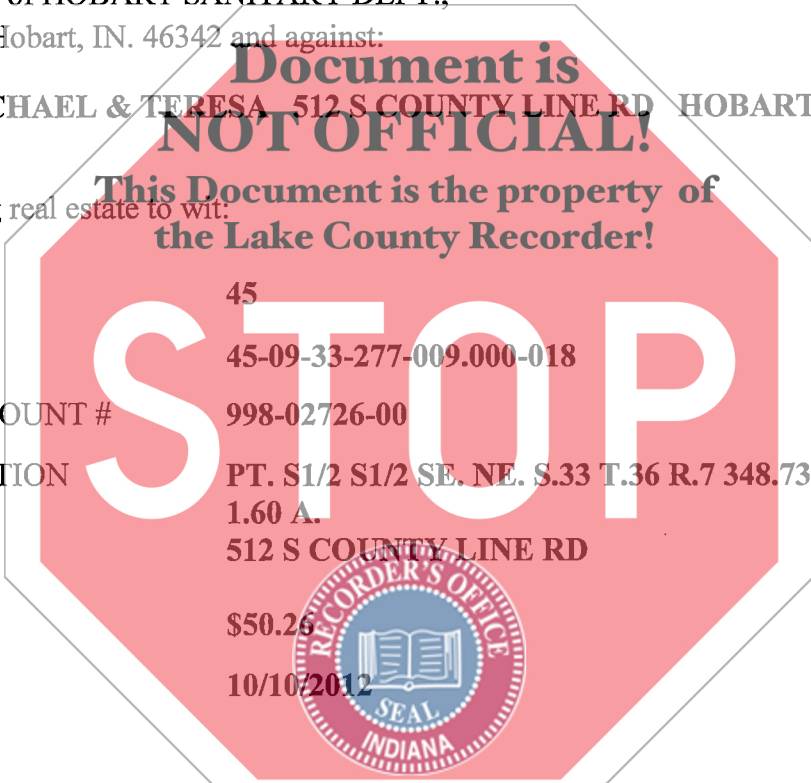 of HOBART SANITARY DEPT.,
Hobart, IN. 46342 and against:
Document is
CHAEL & TERESA 512 S COUNTY LINE RD HOBART
NOT OFFICIAL!
This Document is the property of
real estate to wit:
the Lake County Recorder!
45
STOP
45-09-33-277-009.000-018
OUNT # 998-02726-00
TION PT. S1/2 S1/2 SE. NE. S.33 T.36 R.7 348.73
1.60 A.
512 S COUNTY LINE RD
RECORDER'S OFFICE
$50.26
10/10/2012
SEAL
INDIANA